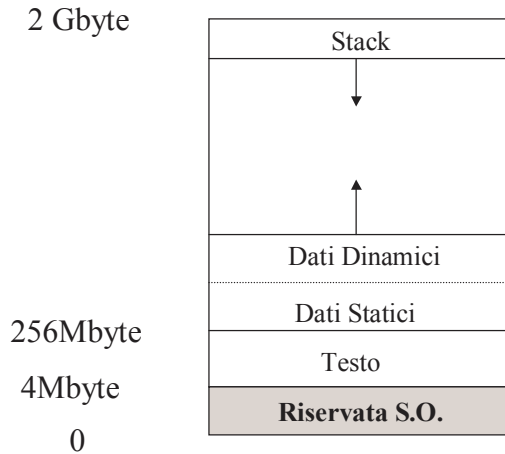 2 Gbyte
Stack
Dati Dinamici
Dati Statici
256Mbyte
Testo
4Mbyte
Riservata S.O.
0